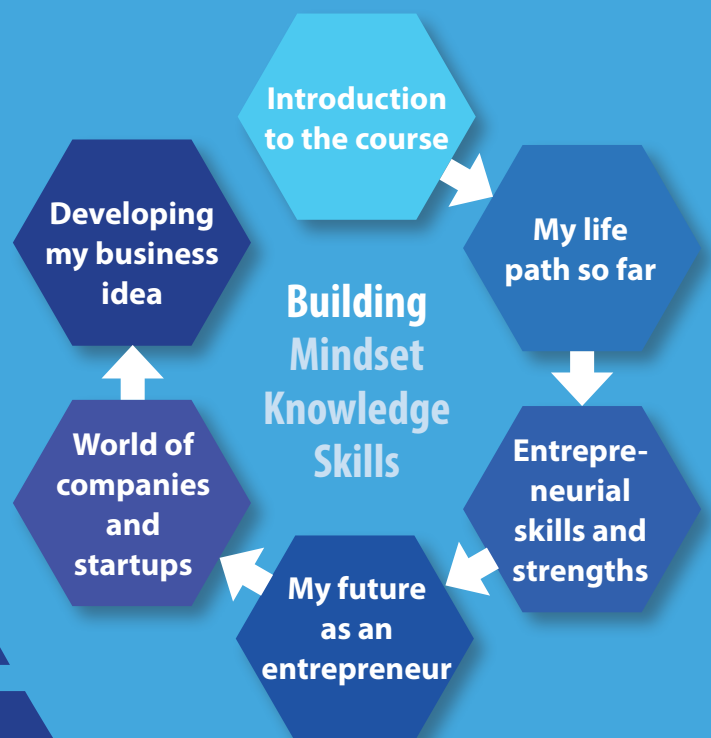 Introduction
to the course
My life
path so far
Entrepre-
neurial
skills and
strengths
My future
as an
entrepreneur
World of
companies
and
startups
Developing
my business
idea
Building
Mindset
Knowledge
Skills